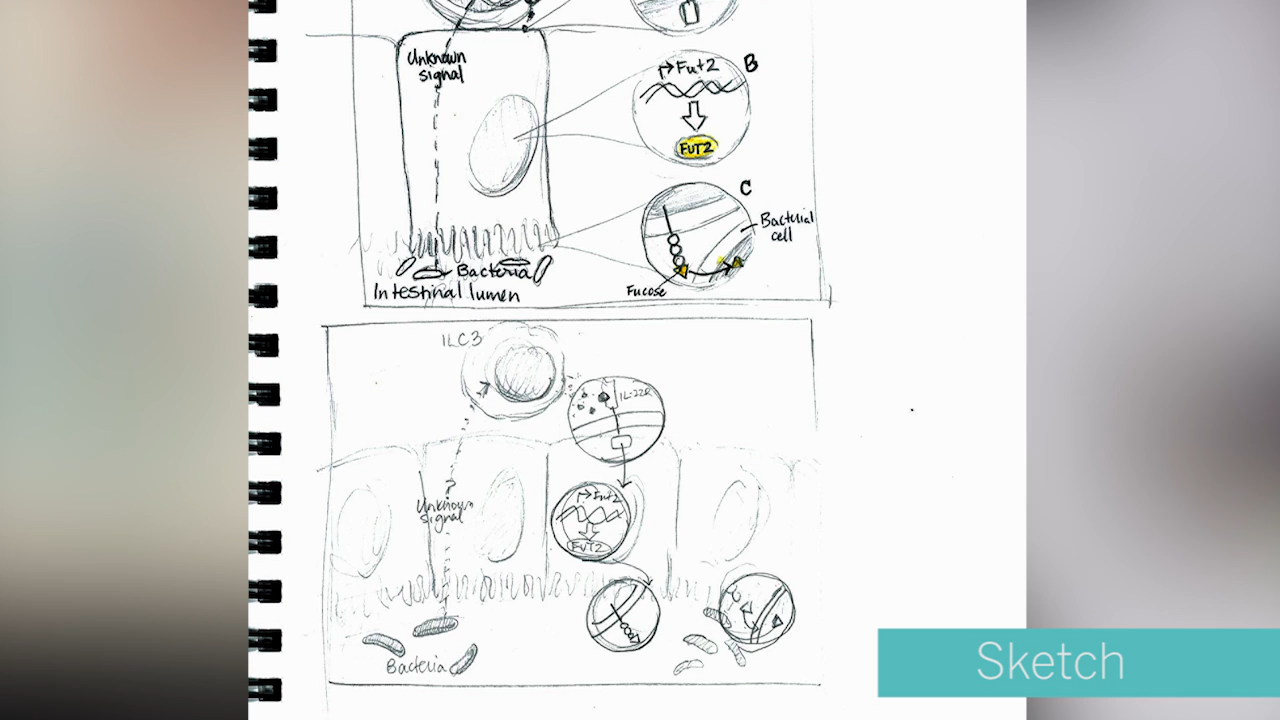 Unknown
signal
Fut2
B
FUT2
C
Bacterial
cell
Bacteria
Intestinal lumen
Fucose
ILC3
IL-22R
Unknown
signal
Fut2
FUT2
Bacteria
Sketch